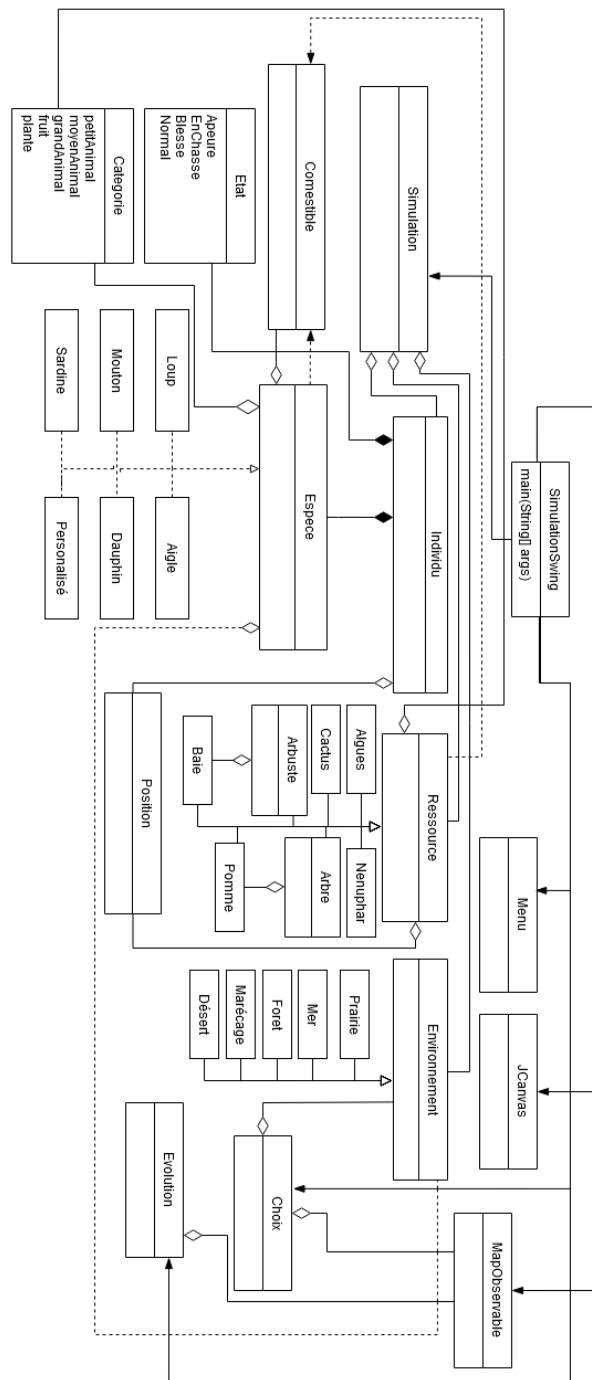 SimulationSwing
main(String[] args)
Menu
JCanvas
MapObservable
Simulation
Individu
Ressource
Environnement
Choix
Comestible
Espece
Algues
Nenuphar
Cactus
Arbre
Arbuste
Pomme
Baie
Prairie
Mer
Foret
Marécage
Désert
Etat
Apeure
EnChasse
Blesse
Normal
Categorie
petitAnimal
moyenAnimal
grandAnimal
fruit
plante
Loup
Mouton
Sardine
Aigle
Dauphin
Personalisé
Position
Evolution